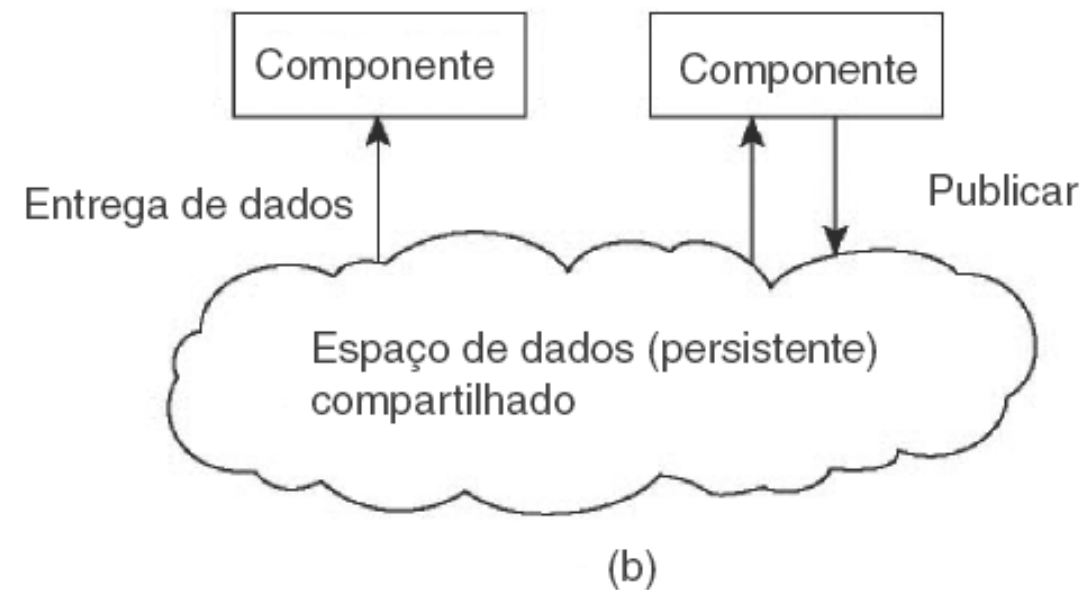 Componente
Componente
Entrega de dados
Publicar
Espaço de dados (persistente)
compartilhado
(b)